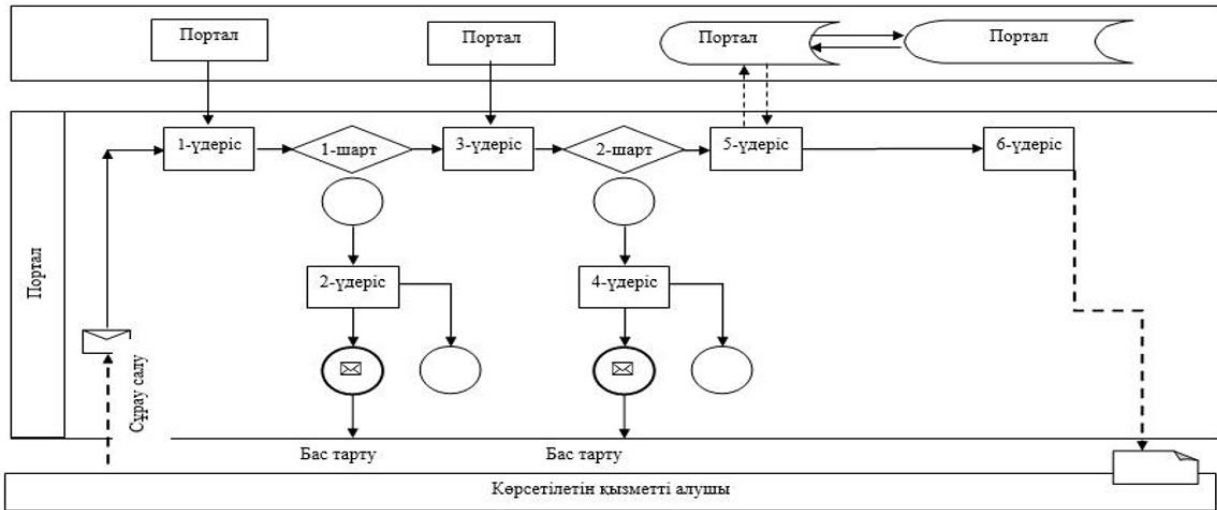 Портал
Портал
Портал
Портал
1-үдеріс
1-шарт
3-үдеріс
2-шарт
5-үдеріс
6-үдеріс
Портал
2-үдеріс
4-үдеріс
Сұрау салу
Бас тарту
Бас тарту
Көрсетілетін қызметті алушы